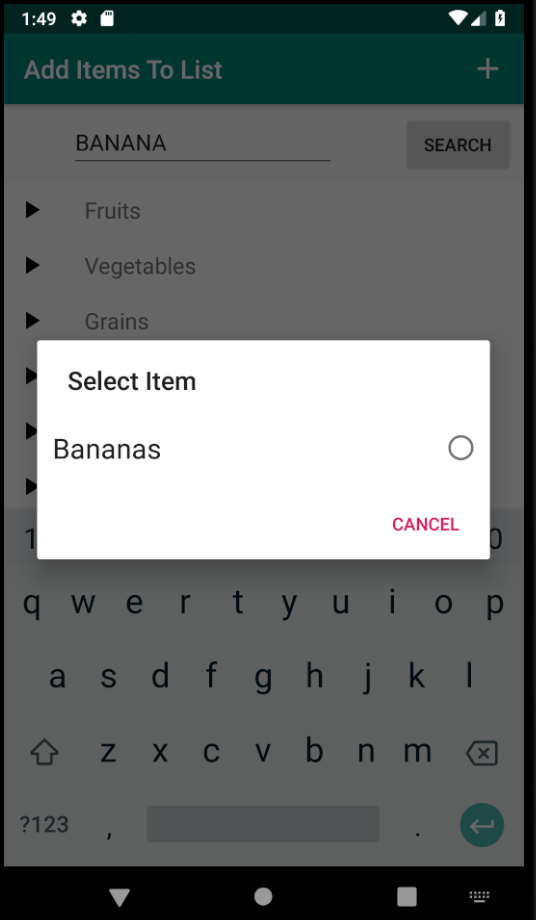 1:49
Add Items To List +
BANANA SEARCH
Fruits
Vegetables
Grains
Select Item
Bananas
CANCEL
1 0
q w e r t y u i o p
a s d f g h j k l
z x c v b n m
?123 , .